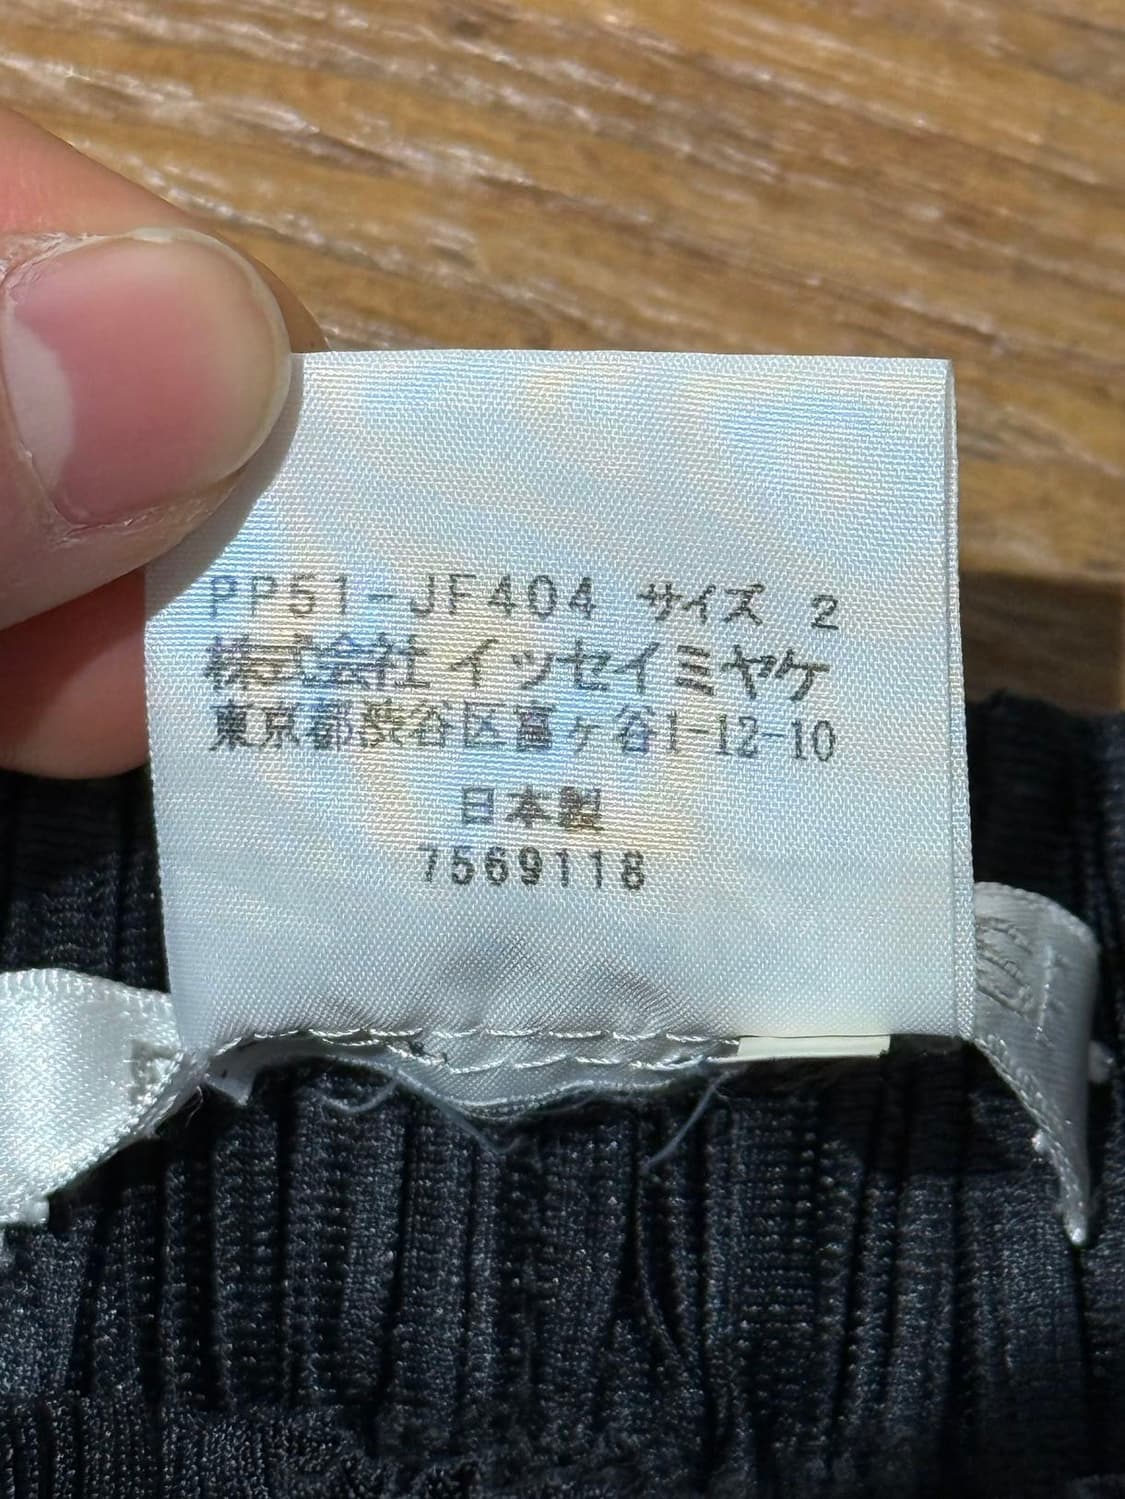 PP51-JF404 サイズ 2
株式会社 イッセイミヤケ
東京都渋谷区富ヶ谷1-12-10
日本製
7569118